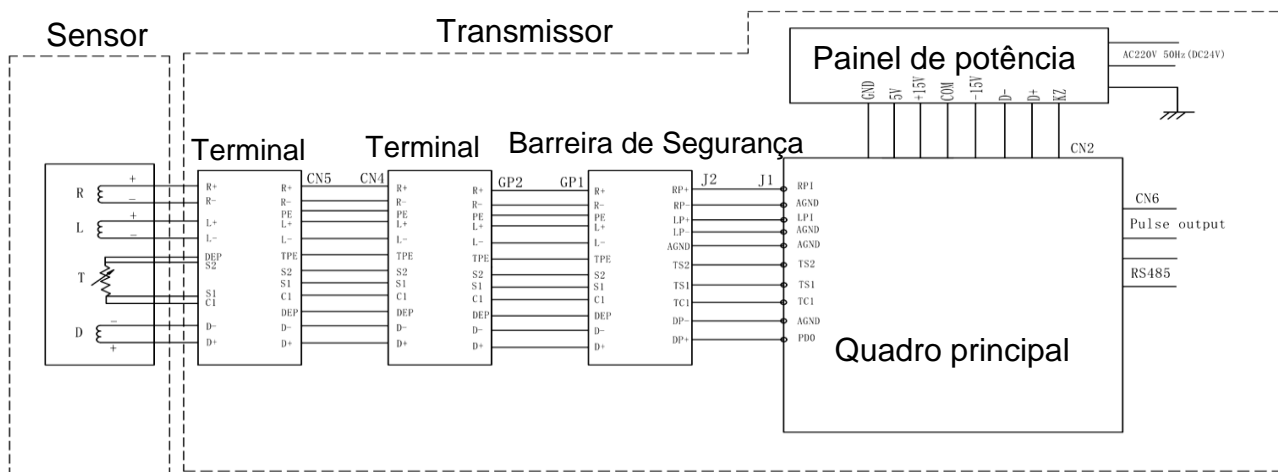 Sensor
Transmissor
Painel de potência
AC220V 50Hz(DC24V)
GND 5V +15V COM -15V D- D+ KZ
CN2
Terminal
Terminal
Barreira de Segurança
CN5 CN4 GP2 GP1 J2 J1
R + -
L + -
T
D - +
R+
R-
L+
L-
DEP
S2
S1
C1
D-
D+
R+
R-
PE
L+
L-
TPE
S2
S1
C1
DEP
D-
D+
R+
R-
PE
L+
L-
TPE
S2
S1
C1
DEP
D-
D+
R+
R-
PE
L+
L-
TPE
S2
S1
C1
DEP
D-
D+
RP+
RP-
LP+
LP-
AGND
TS2
TS1
TC1
DP-
DP+
RPI
AGND
LPI
AGND
AGND
TS2
TS1
TC1
AGND
PDO
Quadro principal
CN6
Pulse output
RS485